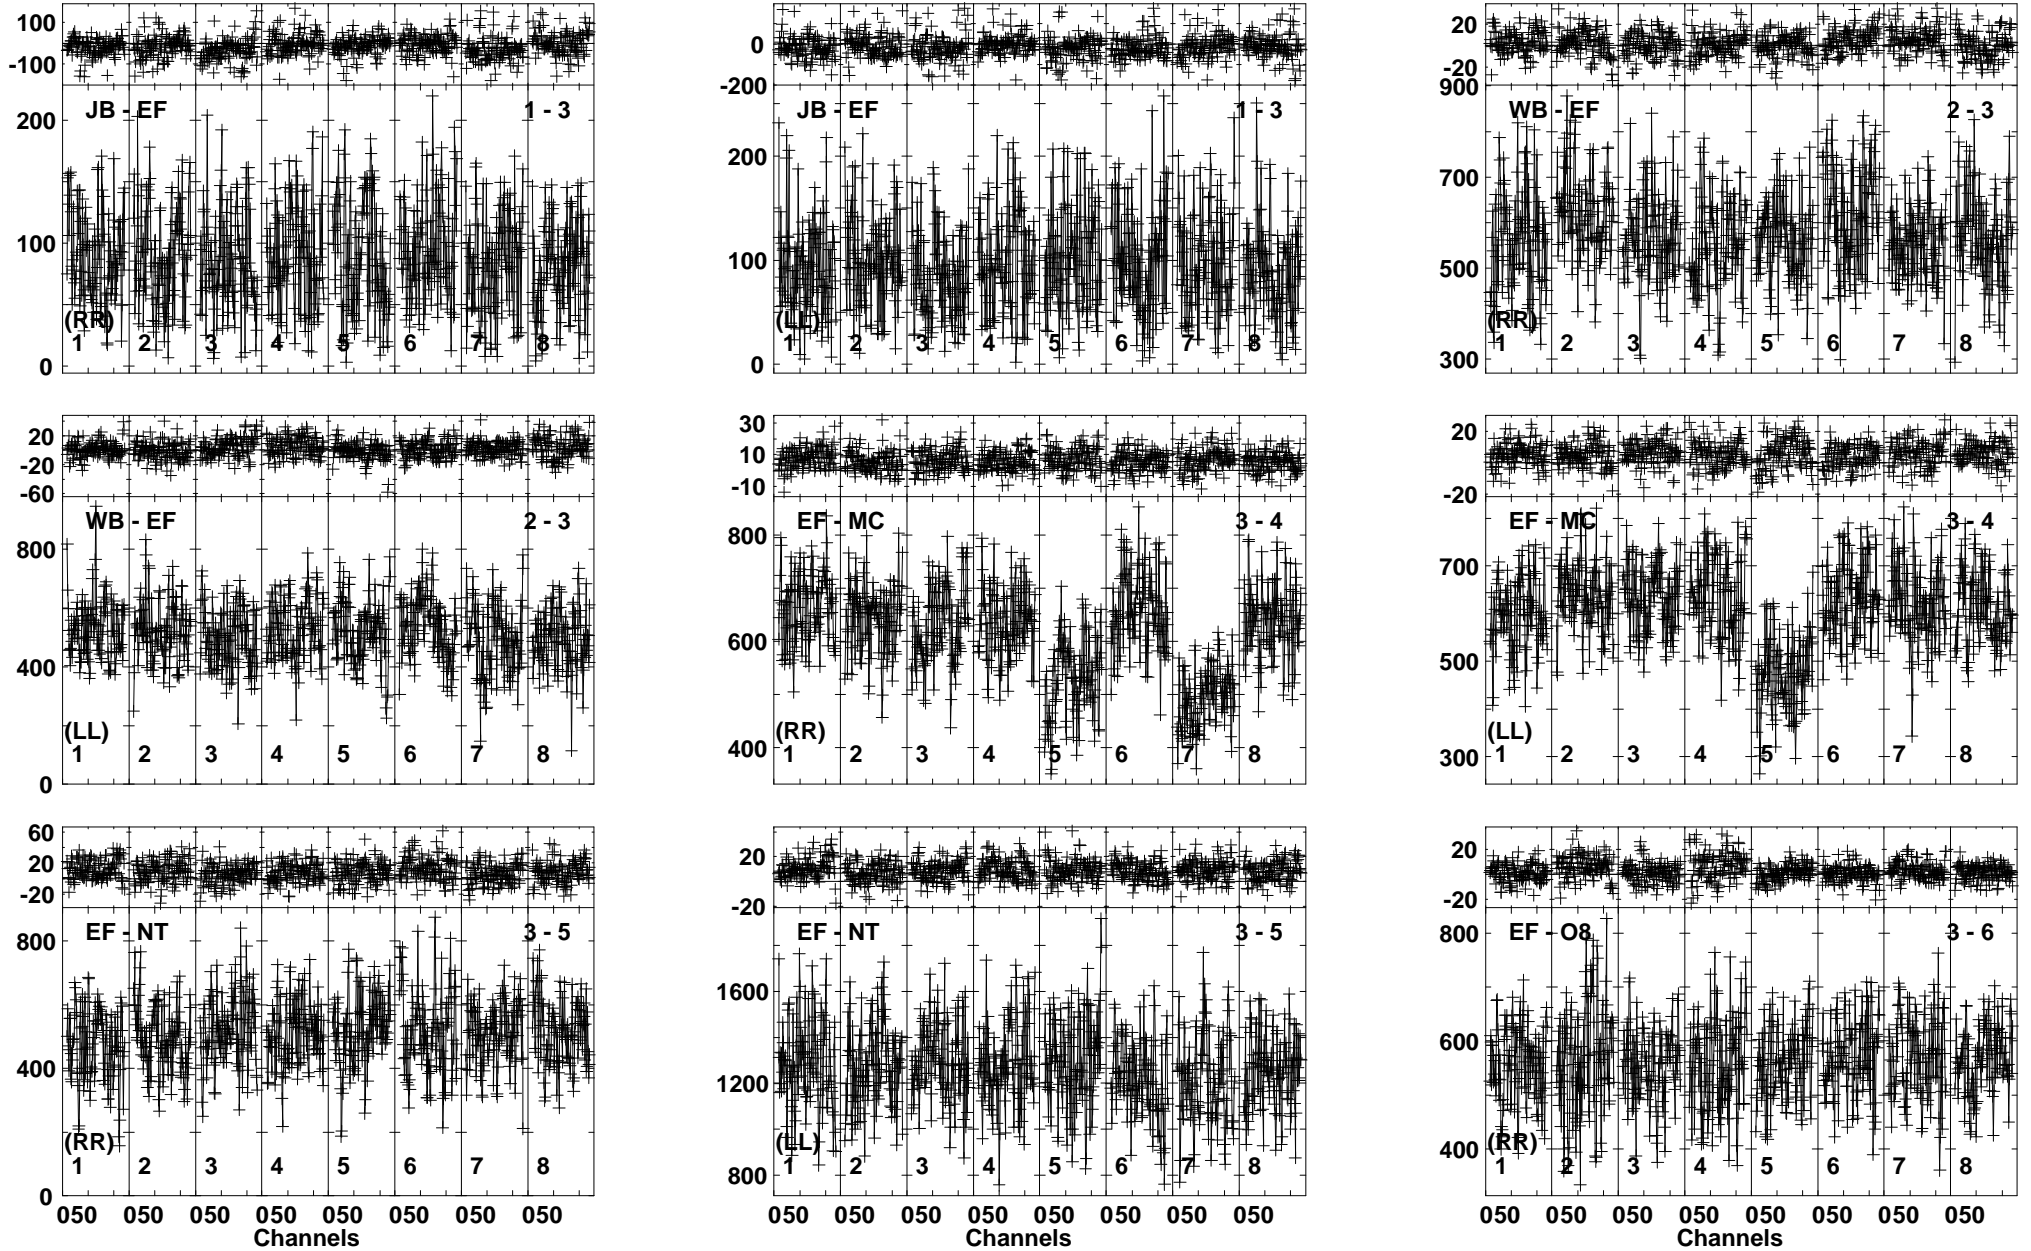 100
-100
JB - EF 1 - 3
200
100
0
(RR)
1 2 3 4 5 6 7 8
0
-200
JB - EF 1 - 3
200
100
0
(LL)
1 2 3 4 5 6 7 8
20
-20
900
WB - EF 2 - 3
700
500
300
(RR)
1 2 3 4 5 6 7 8
20
-20
-60
WB - EF 2 - 3
800
400
0
(LL)
1 2 3 4 5 6 7 8
30
10
-10
EF - MC 3 - 4
800
600
400
(RR)
1 2 3 4 5 6 7 8
20
-20
EF - MC 3 - 4
700
500
300
(LL)
1 2 3 4 5 6 7 8
60
20
-20
EF - NT 3 - 5
800
400
0
(RR)
1 2 3 4 5 6 7 8
050 050 050 050 050 050 050 050
Channels
20
-20
EF - NT 3 - 5
1600
1200
800
(LL)
1 2 3 4 5 6 7 8
050 050 050 050 050 050 050 050
Channels
20
-20
EF - O8 3 - 6
800
600
400
(RR)
1 2 3 4 5 6 7 8
050 050 050 050 050 050 050 050
Channels